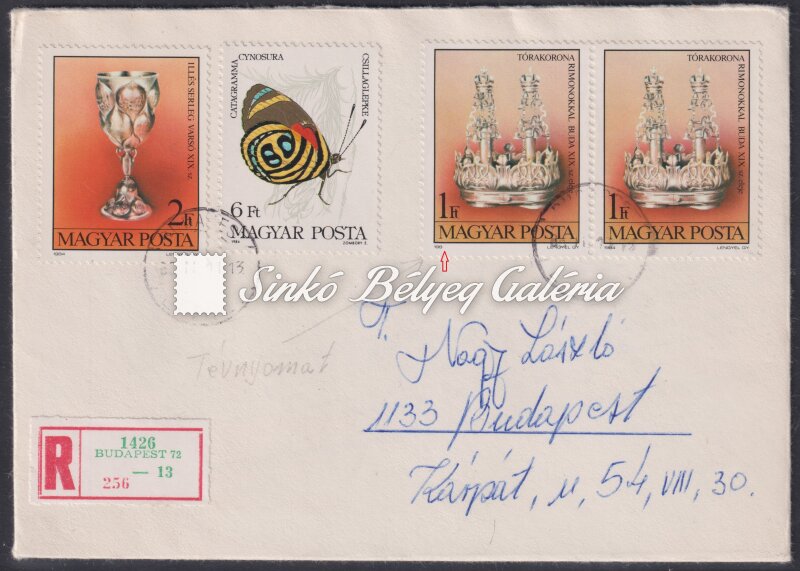 ILLÉS SERLEG VARSÓ XIX. sz.
2 Ft
MAGYAR POSTA
1984
CATAGRAMMA CYNOSURA
CSILLAGLEPKE
6 Ft
MAGYAR POSTA
1984
ZOMBORY É.
TÓRAKORONA
RIMONOKKAL BUDA XIX. sz. eleje
1 Ft
MAGYAR POSTA
198
LENGYEL GY
TÓRAKORONA
RIMONOKKAL BUDA XIX. sz. eleje
1 Ft
MAGYAR POSTA
1984
LENGYEL GY
Sinkó Bélyeg Galéria
Tévnyomat
T. Nagy László
1133 Budapest
Kárpát, u, 54, VIII, 30.
R
1426
BUDAPEST 72
— 13
256